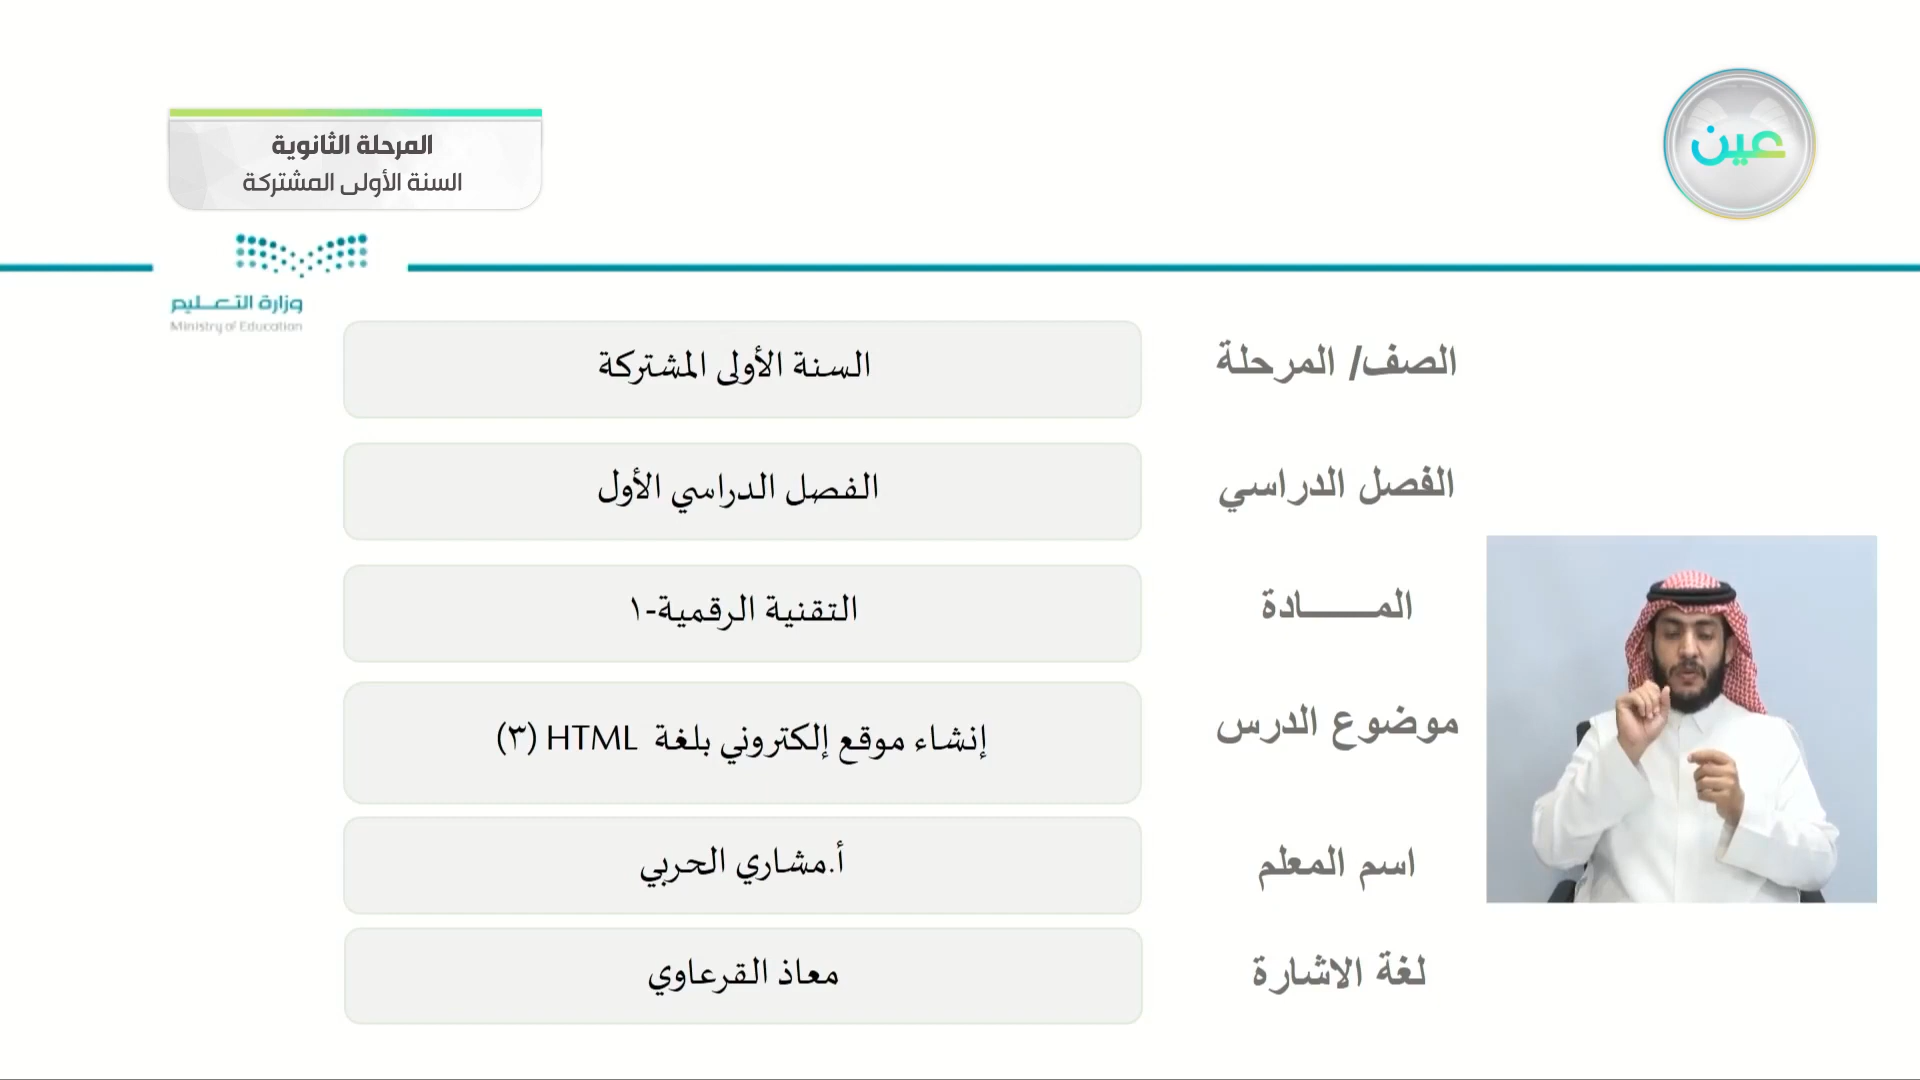 المرحلة الثانوية
السنة الأولى المشتركة
عين
وزارة التعليم
Ministry of Education
الصف/ المرحلة
السنة الأولى المشتركة
الفصل الدراسي
الفصل الدراسي الأول
المـــــــادة
التقنية الرقمية-١
موضوع الدرس
إنشاء موقع إلكتروني بلغة HTML (٣)
اسم المعلم
أ.مشاري الحربي
لغة الاشارة
معاذ القرعاوي